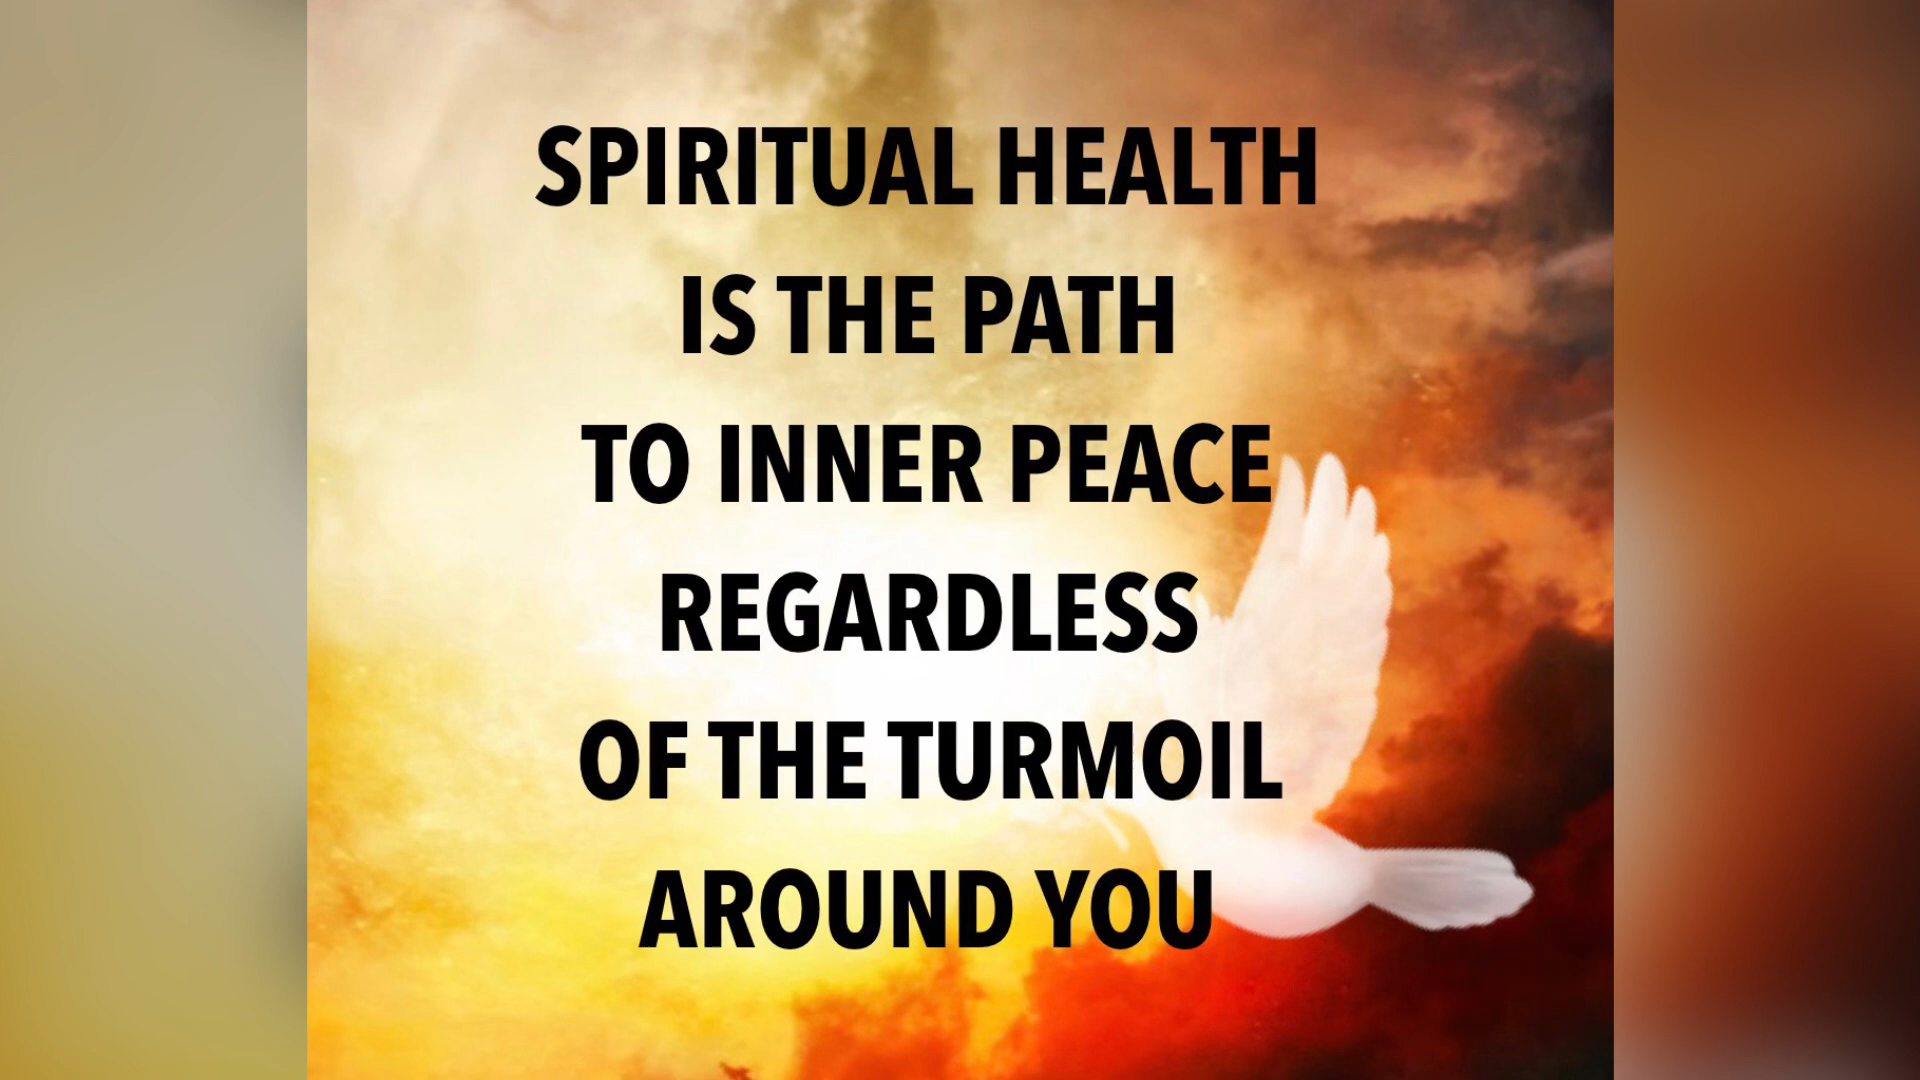 SPIRITUAL HEALTH
IS THE PATH
TO INNER PEACE
REGARDLESS
OF THE TURMOIL
AROUND YOU